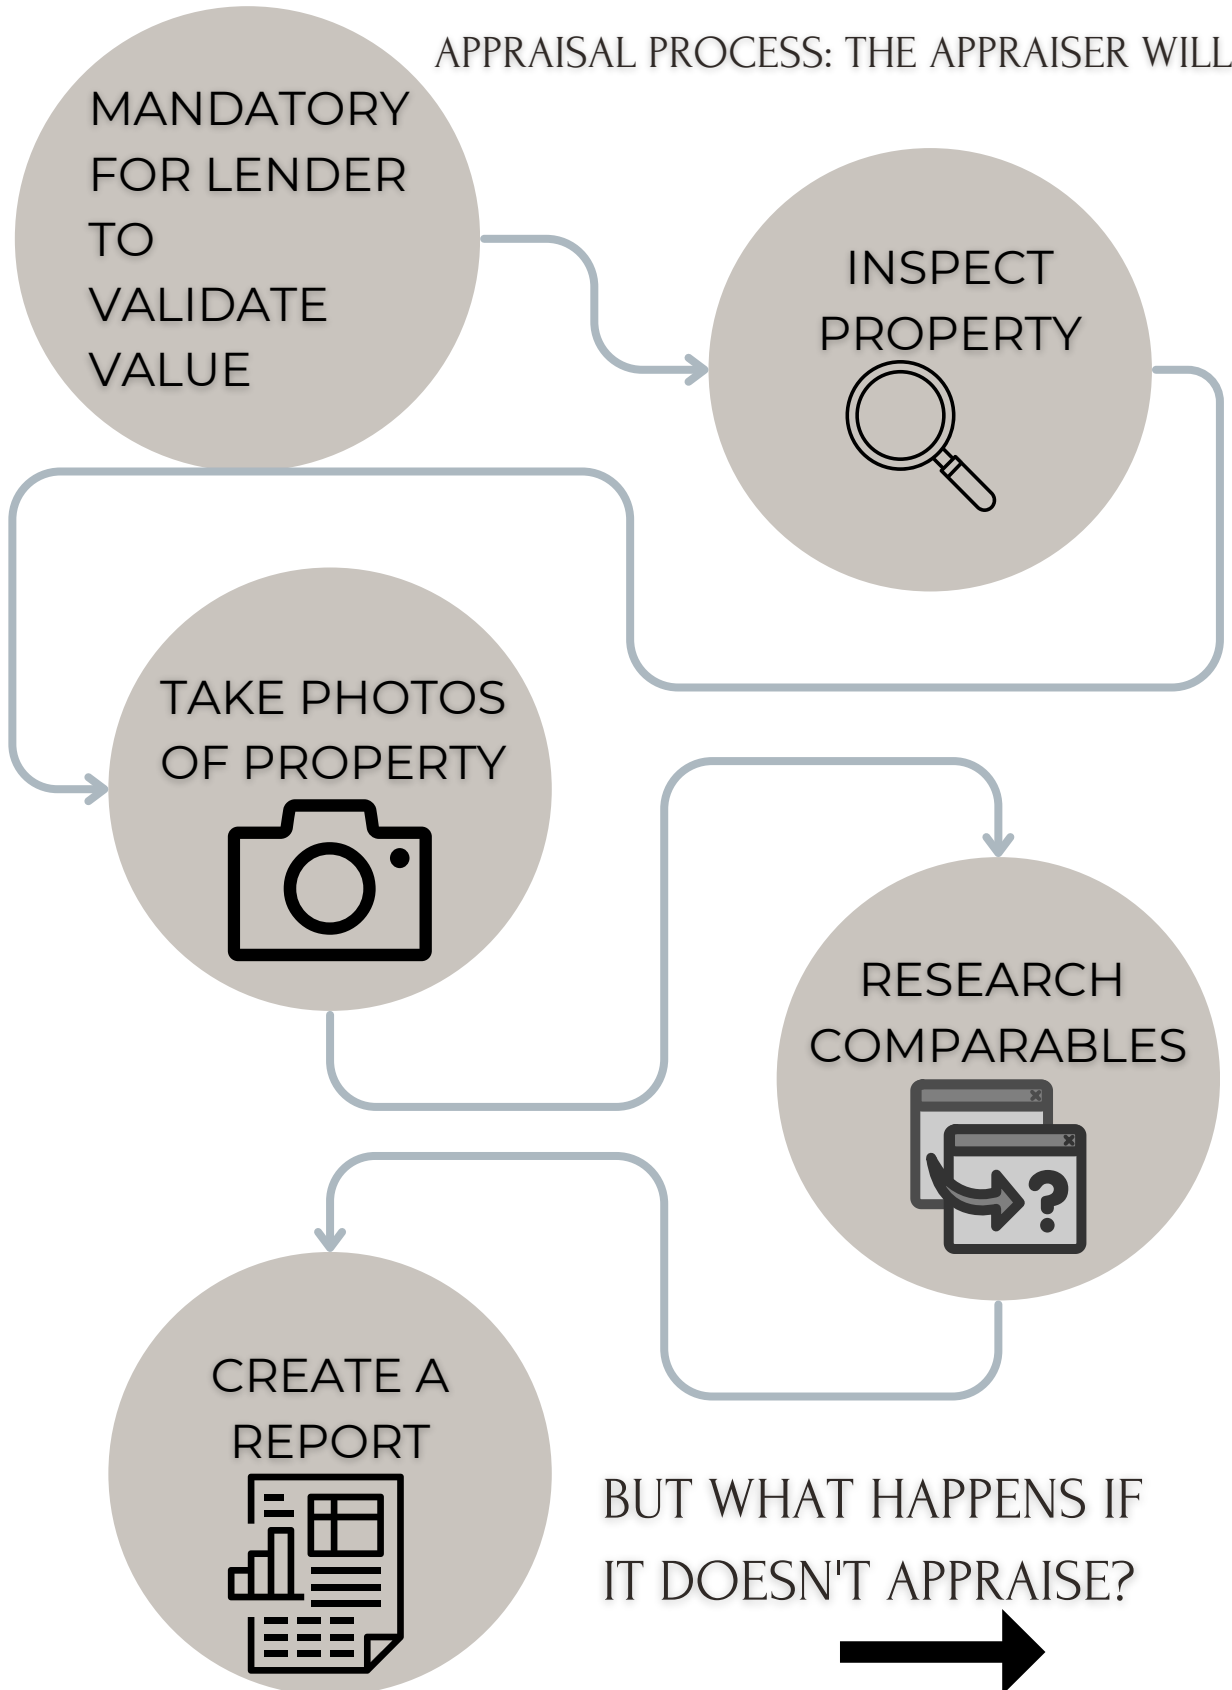 APPRAISAL PROCESS: THE APPRAISER WILL
MANDATORY
FOR LENDER
TO
VALIDATE
VALUE
INSPECT
PROPERTY
TAKE PHOTOS
OF PROPERTY
RESEARCH
COMPARABLES
CREATE A
REPORT
BUT WHAT HAPPENS IF
IT DOESN'T APPRAISE?